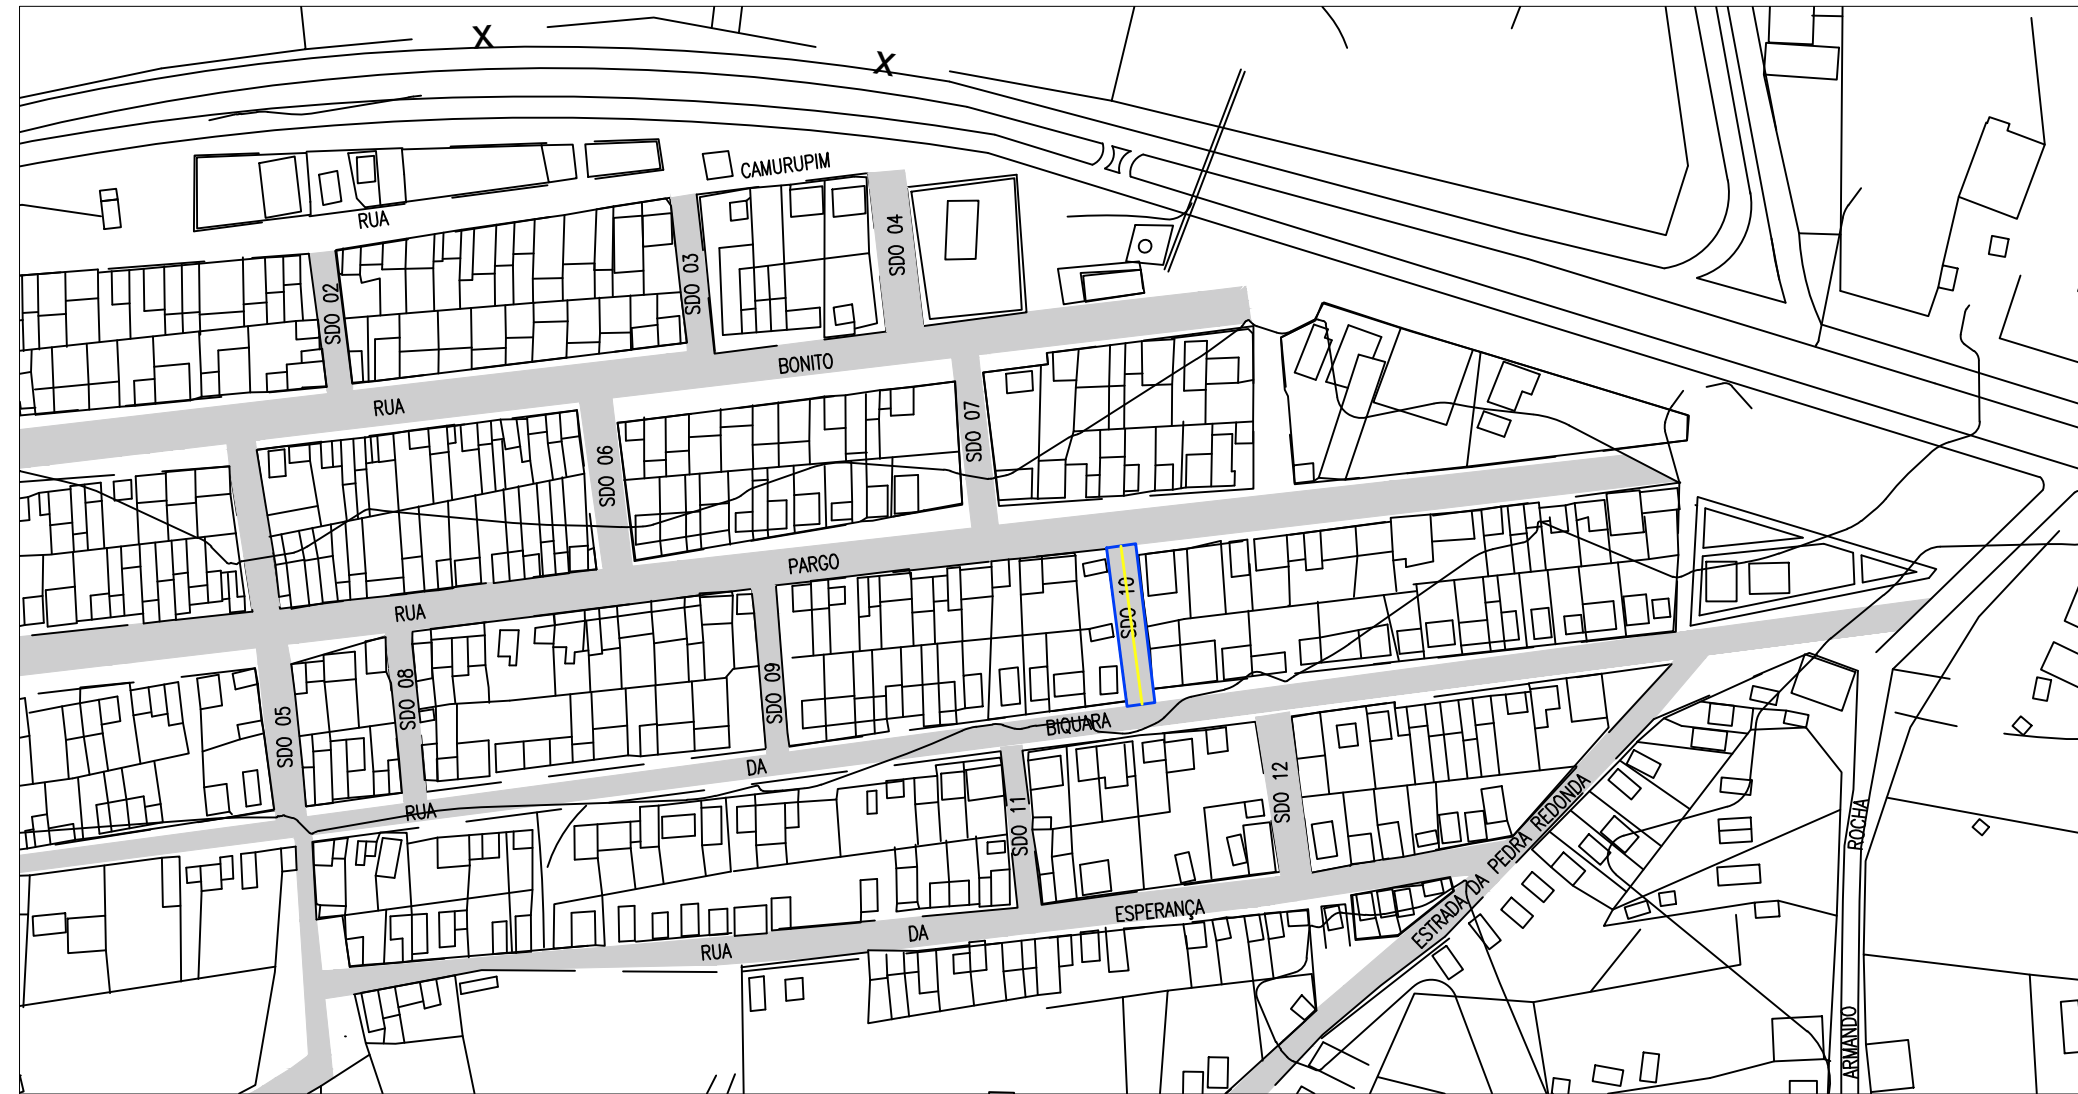 X
X
RUA CAMURUPIM
SDO 02
SDO 03
SDO 04
RUA BONITO
SDO 06
SDO 07
RUA PARGO
SDO 05
SDO 08
SDO 09
SDO 10
RUA DA BIQUARA
SDO 11
SDO 12
RUA DA ESPERANÇA
ESTRADA DA PEDRA REDONDA
ARMANDO ROCHA